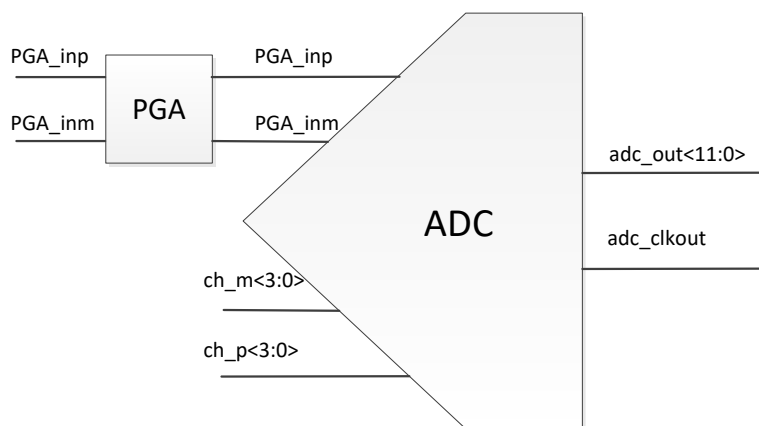 PGA_inp
PGA_inp
PGA
PGA_inm
PGA_inm
adc_out<11:0>
ADC
adc_clkout
ch_m<3:0>
ch_p<3:0>